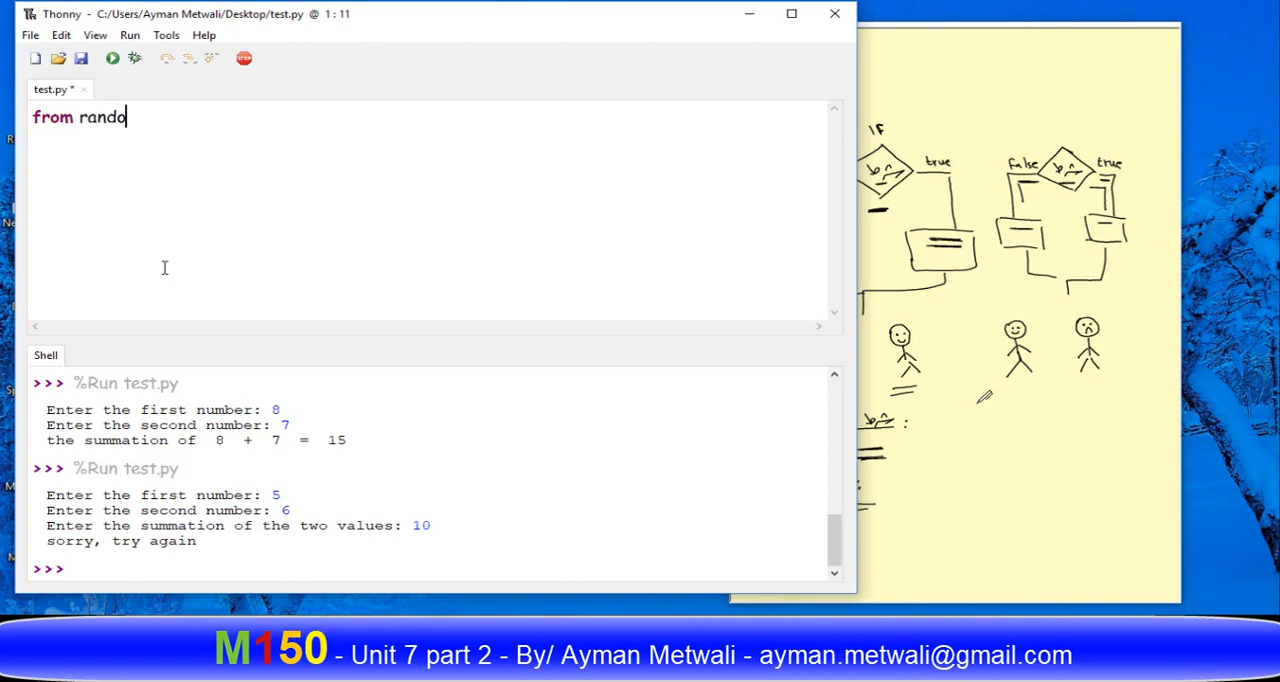 Thonny - C:/Users/Ayman Metwali/Desktop/test.py @ 1:11
File Edit View Run Tools Help
STOP
test.py *
from rando
Shell
>>> %Run test.py
Enter the first number: 8
Enter the second number: 7
the summation of 8 + 7 = 15
>>> %Run test.py
Enter the first number: 5
Enter the second number: 6
Enter the summation of the two values: 10
sorry, try again
>>>
IF
true
false
true
M150 - Unit 7 part 2 - By/ Ayman Metwali - ayman.metwali@gmail.com